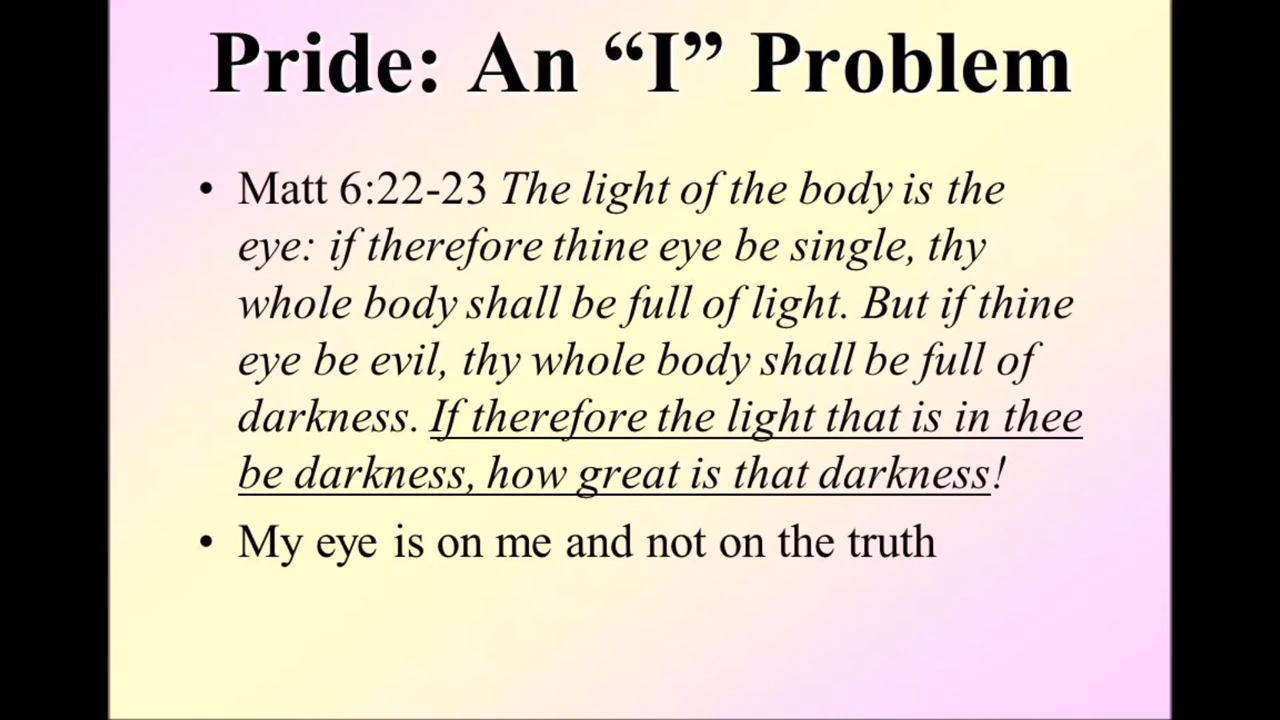 Pride: An “I” Problem
• Matt 6:22-23 The light of the body is the
eye: if therefore thine eye be single, thy
whole body shall be full of light. But if thine
eye be evil, thy whole body shall be full of
darkness. If therefore the light that is in thee
be darkness, how great is that darkness!
• My eye is on me and not on the truth